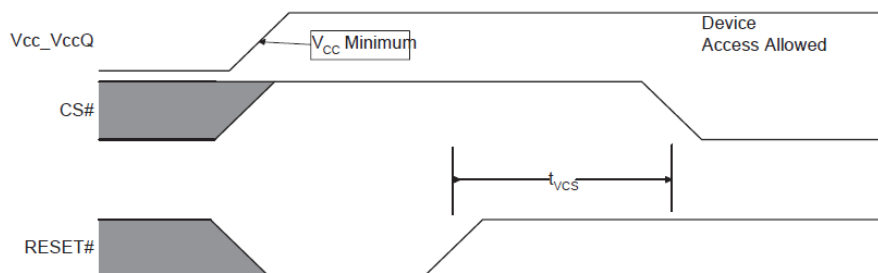 Vcc_VccQ
VCC Minimum
Device
Access Allowed
CS#
tVCS
RESET#